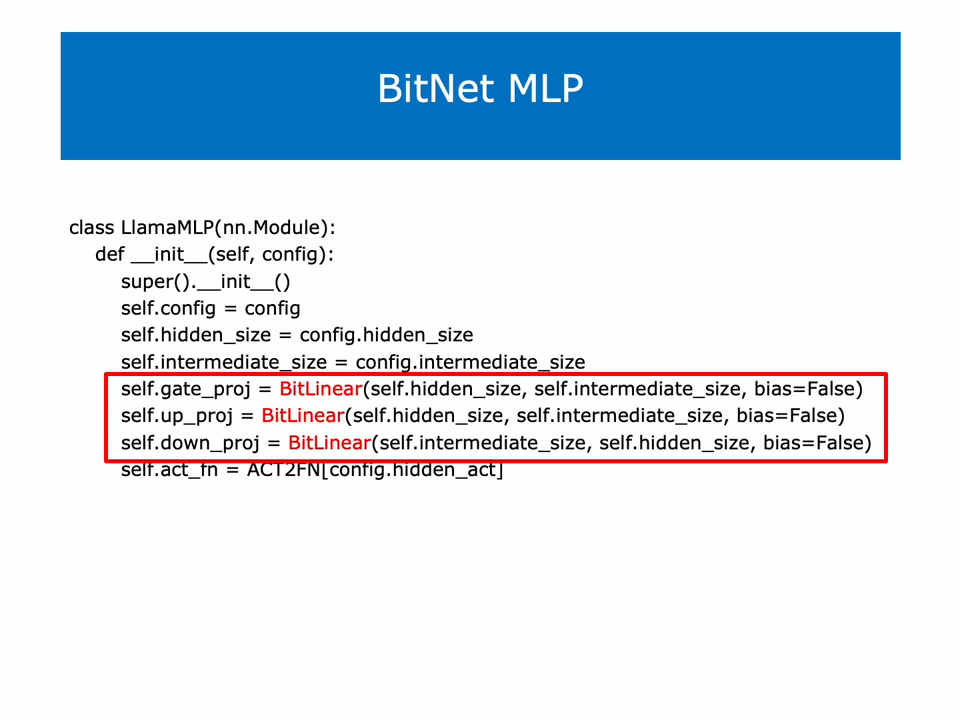 BitNet MLP
class LlamaMLP(nn.Module):
def __init__(self, config):
super().__init__()
self.config = config
self.hidden_size = config.hidden_size
self.intermediate_size = config.intermediate_size
self.gate_proj = BitLinear(self.hidden_size, self.intermediate_size, bias=False)
self.up_proj = BitLinear(self.hidden_size, self.intermediate_size, bias=False)
self.down_proj = BitLinear(self.intermediate_size, self.hidden_size, bias=False)
self.act_fn = ACT2FN[config.hidden_act]